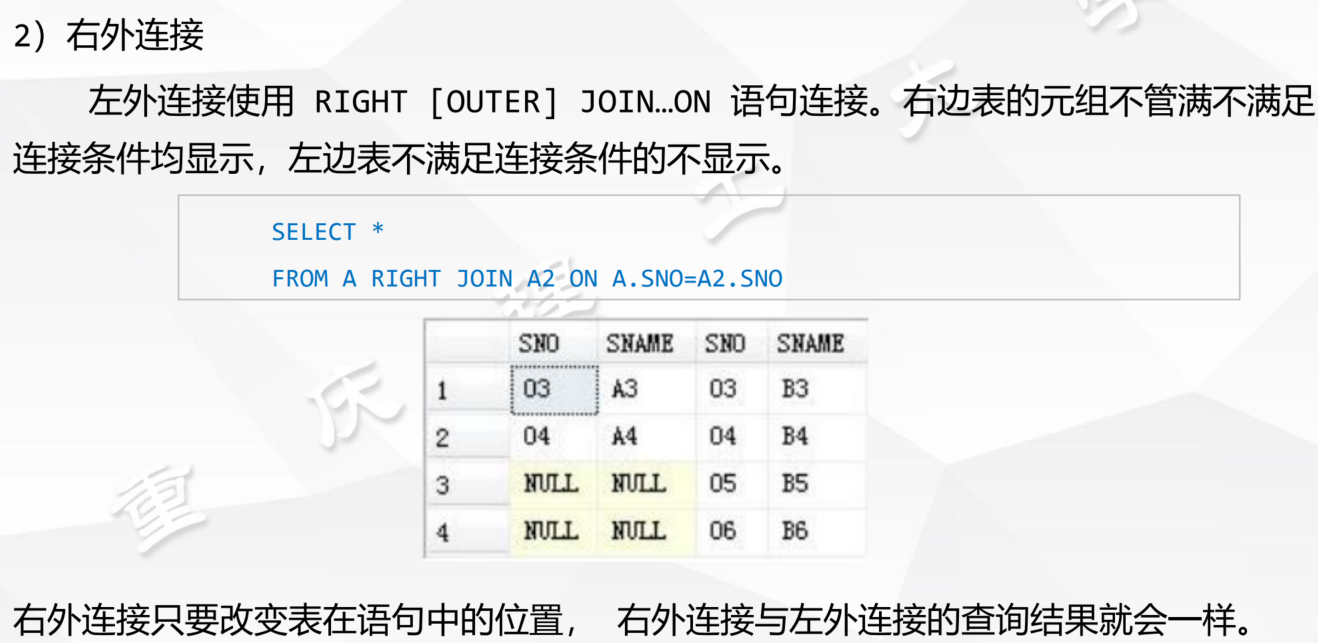 2）右外连接
左外连接使用 RIGHT [OUTER] JOIN…ON 语句连接。右边表的元组不管满不满足
连接条件均显示，左边表不满足连接条件的不显示。
SELECT *
FROM A RIGHT JOIN A2 ON A.SNO=A2.SNO
SNO SNAME SNO SNAME
1 03 A3 03 B3
2 04 A4 04 B4
3 NULL NULL 05 B5
4 NULL NULL 06 B6
右外连接只要改变表在语句中的位置， 右外连接与左外连接的查询结果就会一样。
重庆理工大学